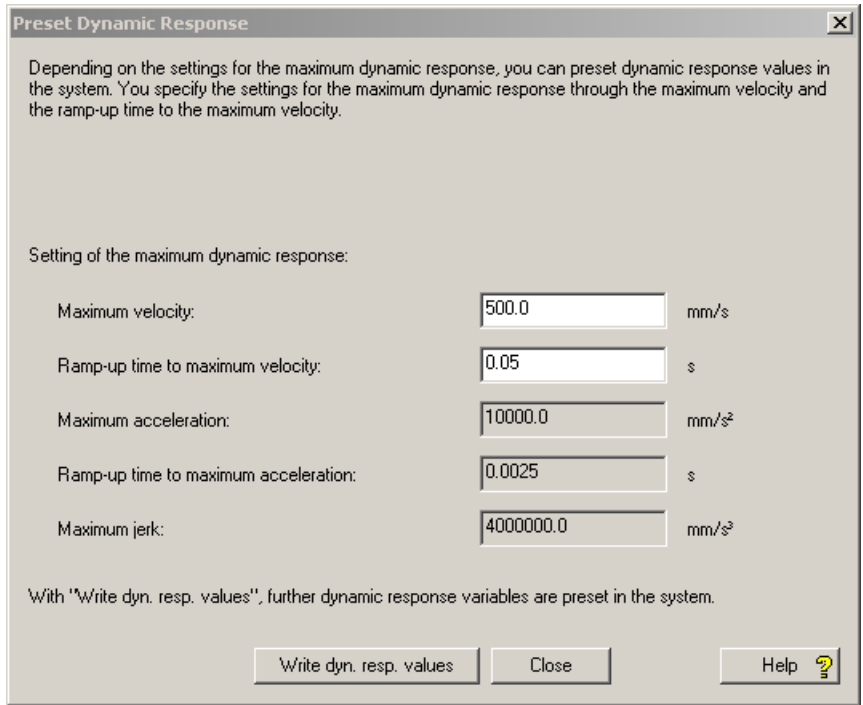 Preset Dynamic Response
Depending on the settings for the maximum dynamic response, you can preset dynamic response values in
the system. You specify the settings for the maximum dynamic response through the maximum velocity and
the ramp-up time to the maximum velocity.
Setting of the maximum dynamic response:
Maximum velocity: 500.0 mm/s
Ramp-up time to maximum velocity: 0.05 s
Maximum acceleration: 10000.0 mm/s²
Ramp-up time to maximum acceleration: 0.0025 s
Maximum jerk: 4000000.0 mm/s³
With "Write dyn. resp. values", further dynamic response variables are preset in the system.
Write dyn. resp. values Close Help ?